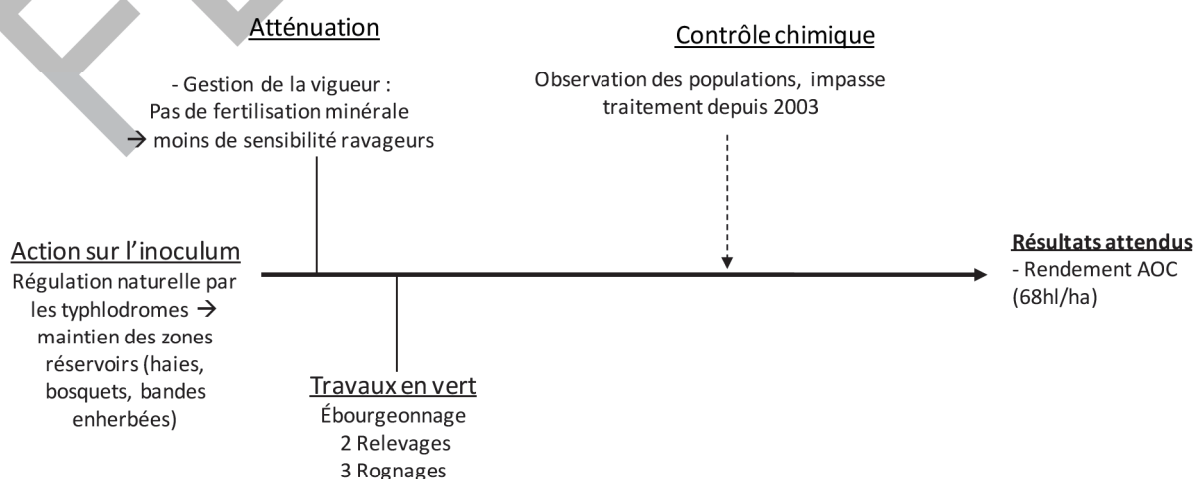 Atténuation
- Gestion de la vigueur :
Pas de fertilisation minérale
→ moins de sensibilité ravageurs
Contrôle chimique
Observation des populations, impasse
traitement depuis 2003
Action sur l'inoculum
Régulation naturelle par
les typhlodromes →
maintien des zones
réservoirs (haies,
bosquets, bandes
enherbées)
Travaux en vert
Ébourgeonnage
2 Relevages
3 Rognages
Résultats attendus
- Rendement AOC
(68hl/ha)